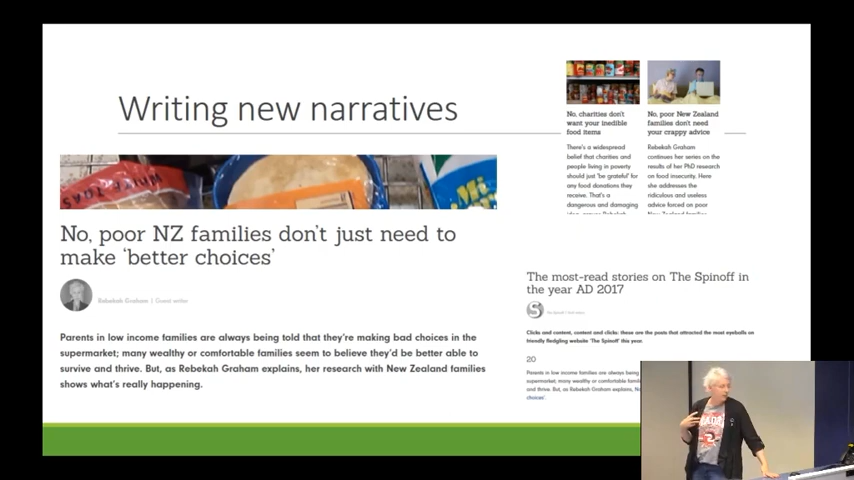 Writing new narratives
No, poor NZ families don't just need to
make 'better choices'
Rebekah Graham | Guest writer
Parents in low income families are always being told that they're making bad choices in the
supermarket; many wealthy or comfortable families seem to believe they'd be better able to
survive and thrive. But, as Rebekah Graham explains, her research with New Zealand families
shows what's really happening.
No, charities don't
want your inedible
food items
There's a widespread
belief that charities and
people living in poverty
should just 'be grateful' for
any food donations they
receive. That's a
dangerous and damaging
No, poor New Zealand
families don't need
your crappy advice
Rebekah Graham
continues her series on the
results of her PhD research
on food insecurity. Here
she addresses the
ridiculous and useless
advice forced on poor
New Zealand families
The most-read stories on The Spinoff in
the year AD 2017
Clicks and content, content and clicks: these are the posts that attracted the most eyeballs on
friendly fledgling website 'The Spinoff' this year.
20
Parents in low income families are always being
supermarket; many wealthy or comfortable famili
and thrive. But, as Rebekah Graham explains,
choices'.